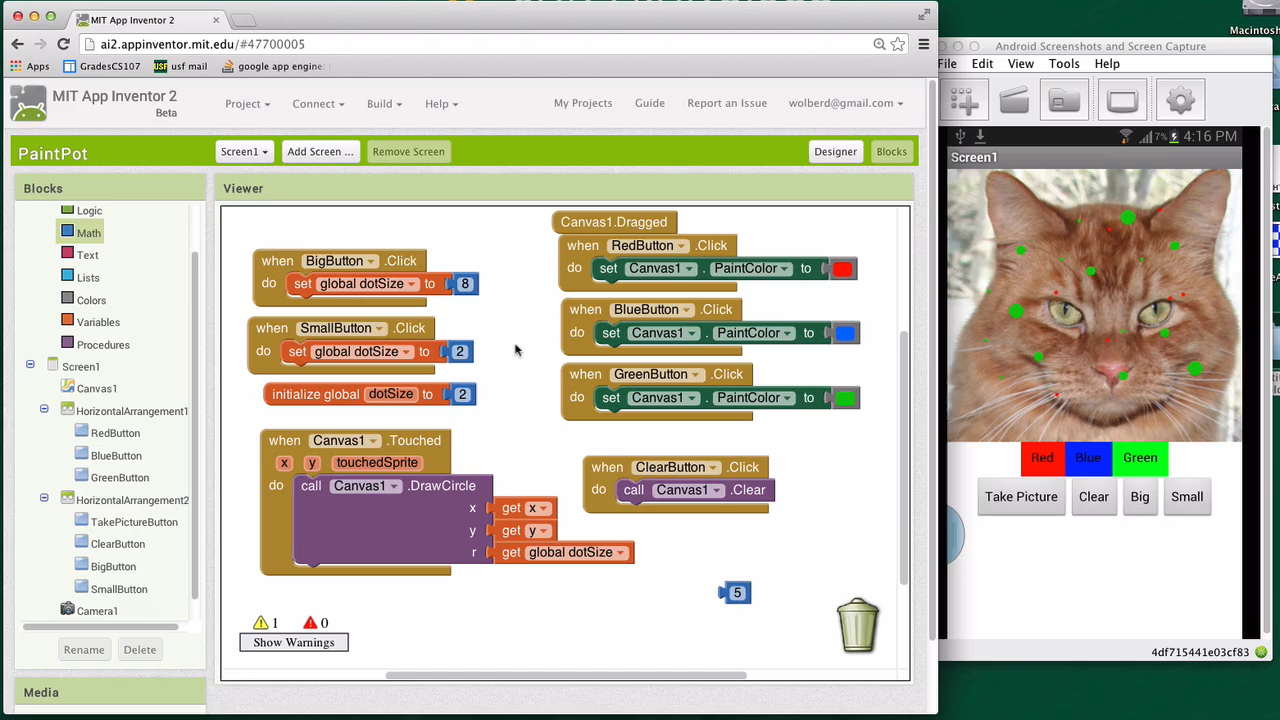 MIT App Inventor 2
ai2.appinventor.mit.edu/#47700005
Apps GradesCS107 usf mail google app engine:
MIT App Inventor 2
Beta
Project Connect Build Help My Projects Guide Report an Issue wolberd@gmail.com
PaintPot Screen1 Add Screen ... Remove Screen Designer Blocks
Blocks
Logic
Math
Text
Lists
Colors
Variables
Procedures
Screen1
Canvas1
HorizontalArrangement1
RedButton
BlueButton
GreenButton
HorizontalArrangement2
TakePictureButton
ClearButton
BigButton
SmallButton
Camera1
Rename Delete
Media
Viewer
when BigButton .Click
do set global dotSize to 8
when SmallButton .Click
do set global dotSize to 2
initialize global dotSize to 2
when Canvas1 .Touched
x y touchedSprite
do call Canvas1 .DrawCircle
x get x
y get y
r get global dotSize
Canvas1.Dragged
when RedButton .Click
do set Canvas1 . PaintColor to
when BlueButton .Click
do set Canvas1 . PaintColor to
when GreenButton .Click
do set Canvas1 . PaintColor to
when ClearButton .Click
do call Canvas1 .Clear
5
1 0
Show Warnings
Macintosh
Android Screenshots and Screen Capture
File Edit View Tools Help
7% 4:16 PM
Screen1
Red Blue Green
Take Picture Clear Big Small
4df715441e03cf83